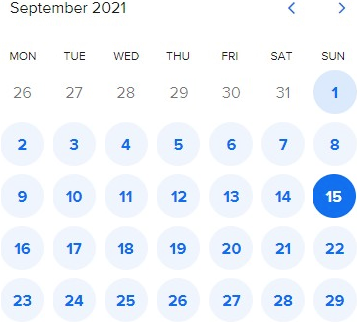 September 2021
MON TUE WED THU FRI SAT SUN
26 27 28 29 30 31 1
2 3 4 5 6 7 8
9 10 11 12 13 14 15
16 17 18 19 20 21 22
23 24 25 26 27 28 29